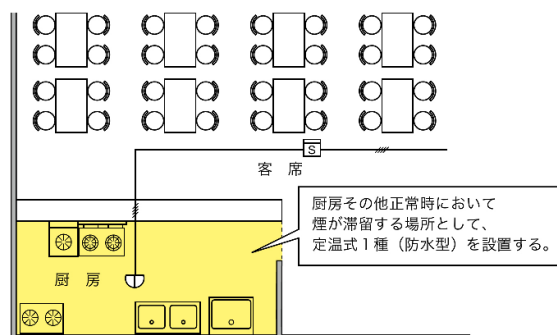 S
客 席
厨房その他正常時において
煙が滞留する場所として、
定温式1種（防水型）を設置する。
厨 房